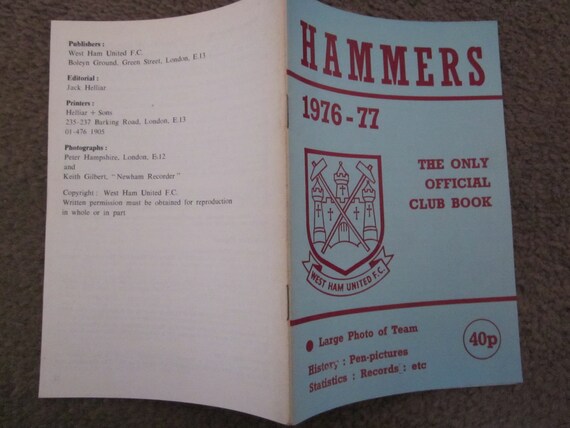 Publishers :
West Ham United F.C.
Boleyn Ground, Green Street, London, E.13
Editorial :
Jack Helliar
Printers :
Helliar + Sons
235-237 Barking Road, London, E.13
01-476 1905
Photographs :
Peter Hampshire, London, E.12
and
Keith Gilbert, "Newham Recorder"
Copyright: West Ham United F.C.
Written permission must be obtained for reproduction
in whole or in part
HAMMERS
1976-77
THE ONLY
OFFICIAL
CLUB BOOK
WEST HAM UNITED F.C.
● Large Photo of Team
History : Pen-pictures
Statistics : Records : etc
40p